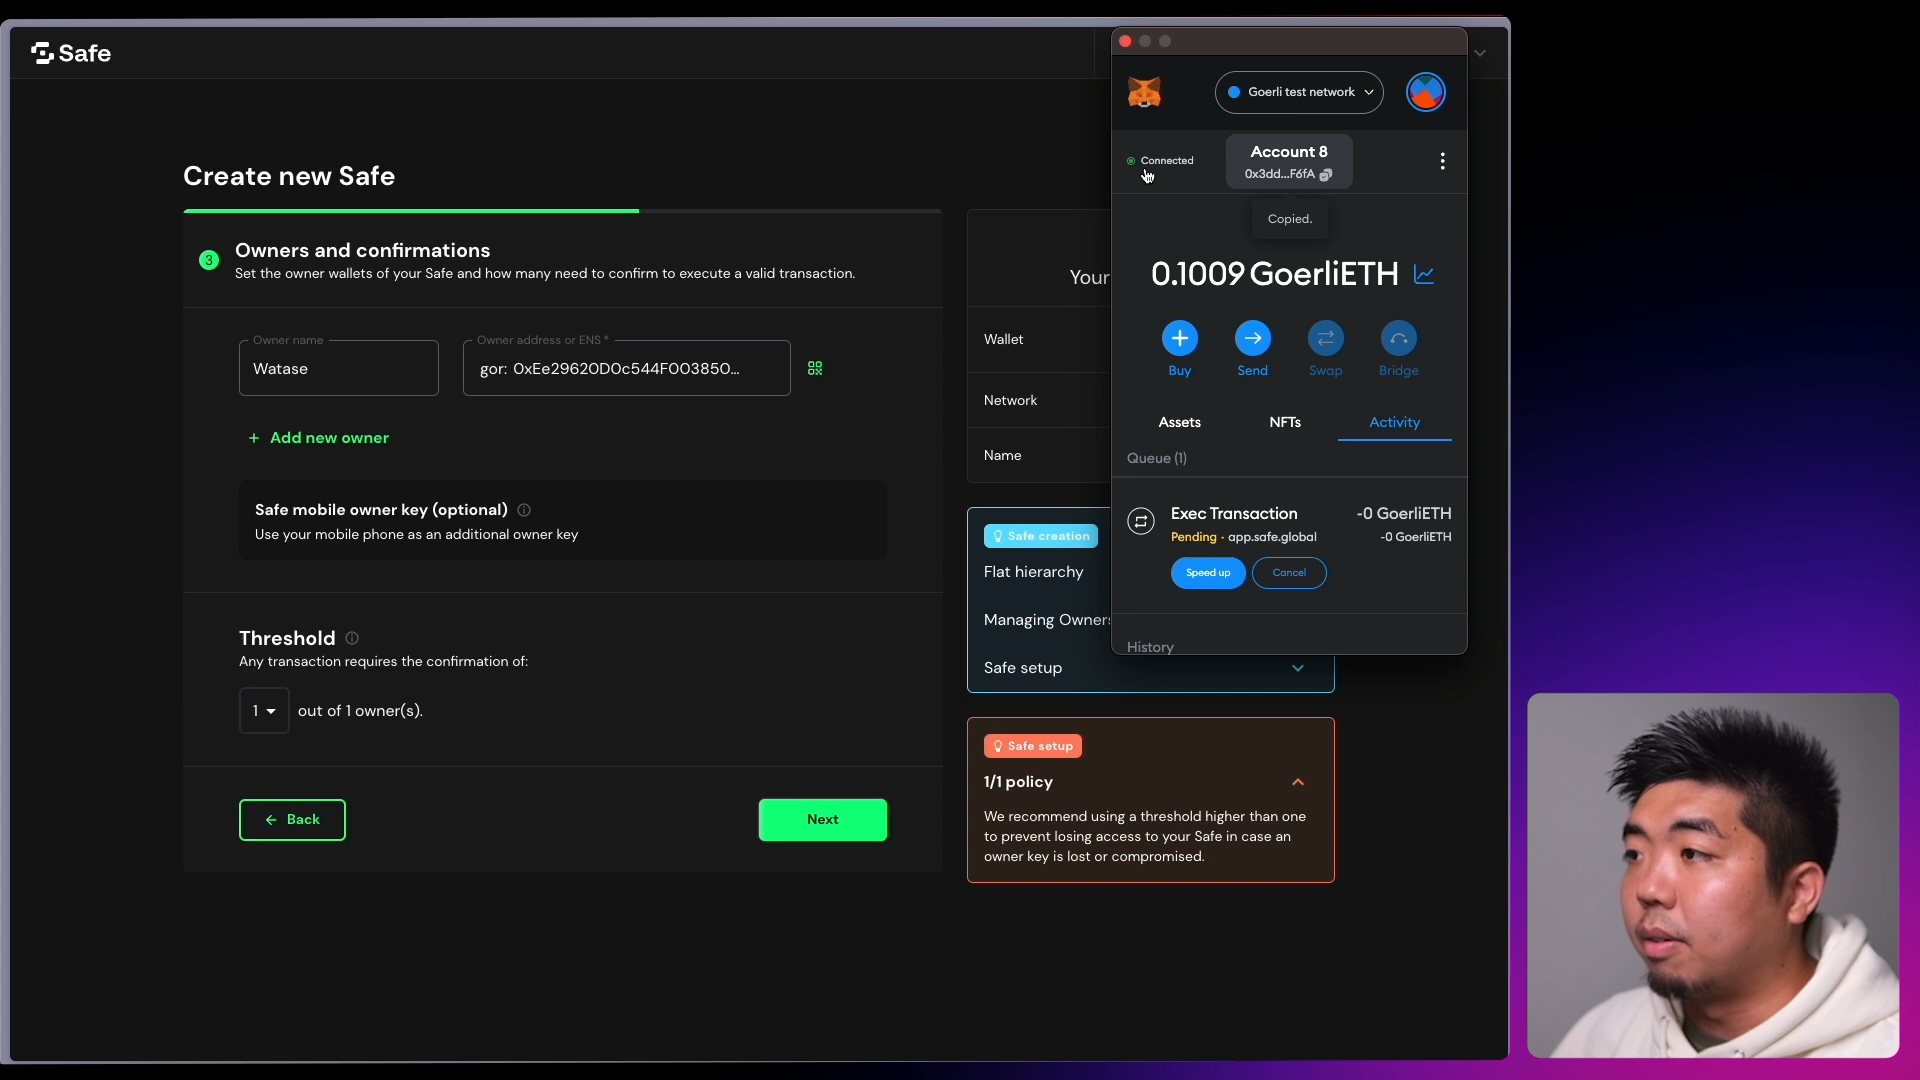 Safe
Create new Safe
3
Owners and confirmations
Set the owner wallets of your Safe and how many need to confirm to execute a valid transaction.
Owner name
Watase
Owner address or ENS *
gor: 0xEe29620D0c544F003850...
+ Add new owner
Safe mobile owner key (optional)
Use your mobile phone as an additional owner key
Threshold
Any transaction requires the confirmation of:
1 out of 1 owner(s).
Back
Next
Your
Wallet
Network
Name
Safe creation
Flat hierarchy
Managing Owners
Safe setup
Safe setup
1/1 policy
We recommend using a threshold higher than one
to prevent losing access to your Safe in case an
owner key is lost or compromised.
Goerli test network
Connected
Account 8
0x3dd...F6fA
Copied.
0.1009 GoerliETH
Buy
Send
Swap
Bridge
Assets
NFTs
Activity
Queue (1)
Exec Transaction
-0 GoerliETH
Pending · app.safe.global
-0 GoerliETH
Speed up
Cancel
History